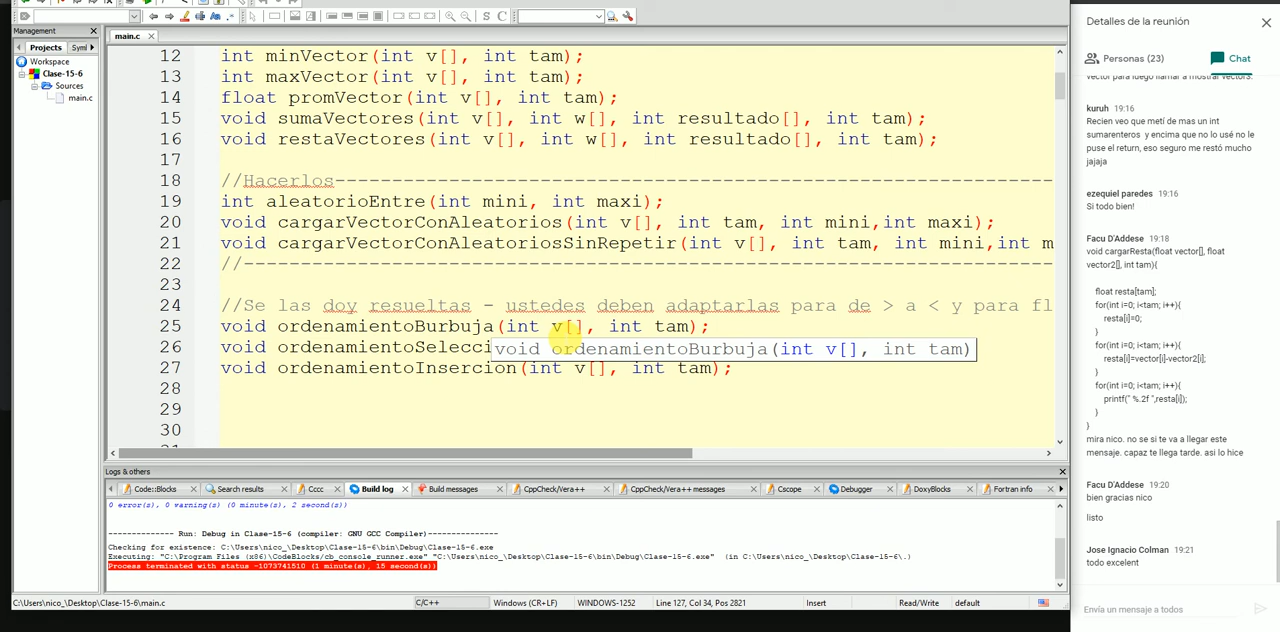 Management
Projects
Symb
Workspace
Clase-15-6
Sources
main.c
main.c
12 int minVector(int v[], int tam);
13 int maxVector(int v[], int tam);
14 float promVector(int v[], int tam);
15 void sumaVectores(int v[], int w[], int resultado[], int tam);
16 void restaVectores(int v[], int w[], int resultado[], int tam);
17
18 //Hacerlos----------------------------------------------------------------
19 int aleatorioEntre(int mini, int maxi);
20 void cargarVectorConAleatorios(int v[], int tam, int mini,int maxi);
21 void cargarVectorConAleatoriosSinRepetir(int v[], int tam, int mini,int m
22 //-------------------------------------------------------------------------
23
24 //Se las doy resueltas - ustedes deben adaptarlas para de > a < y para fl
25 void ordenamientoBurbuja(int v[], int tam);
26 void ordenamientoSelecci
void ordenamientoBurbuja(int v[], int tam)
27 void ordenamientoInsercion(int v[], int tam);
28
29
30
Logs & others
Code::Blocks
Search results
Cccc
Build log
Build messages
CppCheck/Vera++
CppCheck/Vera++ messages
Cscope
Debugger
DoxyBlocks
Fortran info
0 error(s), 0 warning(s) (0 minute(s), 2 second(s))
-------------- Run: Debug in Clase-15-6 (compiler: GNU GCC Compiler)---------------
Checking for existence: C:\Users\nico_\Desktop\Clase-15-6\bin\Debug\Clase-15-6.exe
Executing: "C:\Program Files (x86)\CodeBlocks/cb_console_runner.exe" "C:\Users\nico_\Desktop\Clase-15-6\bin\Debug\Clase-15-6.exe" (in C:\Users\nico_\Desktop\Clase-15-6\.)
Process terminated with status -1073741510 (1 minute(s), 15 second(s))
C:\Users\nico_\Desktop\Clase-15-6\main.c
C/C++
Windows (CR+LF)
WINDOWS-1252
Line 127, Col 34, Pos 2821
Insert
Read/Write
default
Detalles de la reunión
Personas (23)
Chat
vector para luego llamar a mostrar Vectors.
kuruh 19:16
Recien veo que metí de mas un int
sumarenteros y encima que no lo usé no le
puse el return, eso seguro me restó mucho
jajaja
ezequiel paredes 19:16
Si todo bien!
Facu D'Addese 19:18
void cargarResta(float vector[], float
vector2[], int tam){
float resta[tam];
for(int i=0; i<tam; i++){
resta[i]=0;
}
for(int i=0; i<tam; i++){
resta[i]=vector[i]-vector2[i];
}
for(int i=0; i<tam; i++){
printf(" %.2f ",resta[i]);
}
}
mira nico. no se si te va a llegar este
mensaje. capaz te llega tarde. asi lo hice
Facu D'Addese 19:20
bien gracias nico
listo
Jose Ignacio Colman 19:21
todo excelent
Envía un mensaje a todos